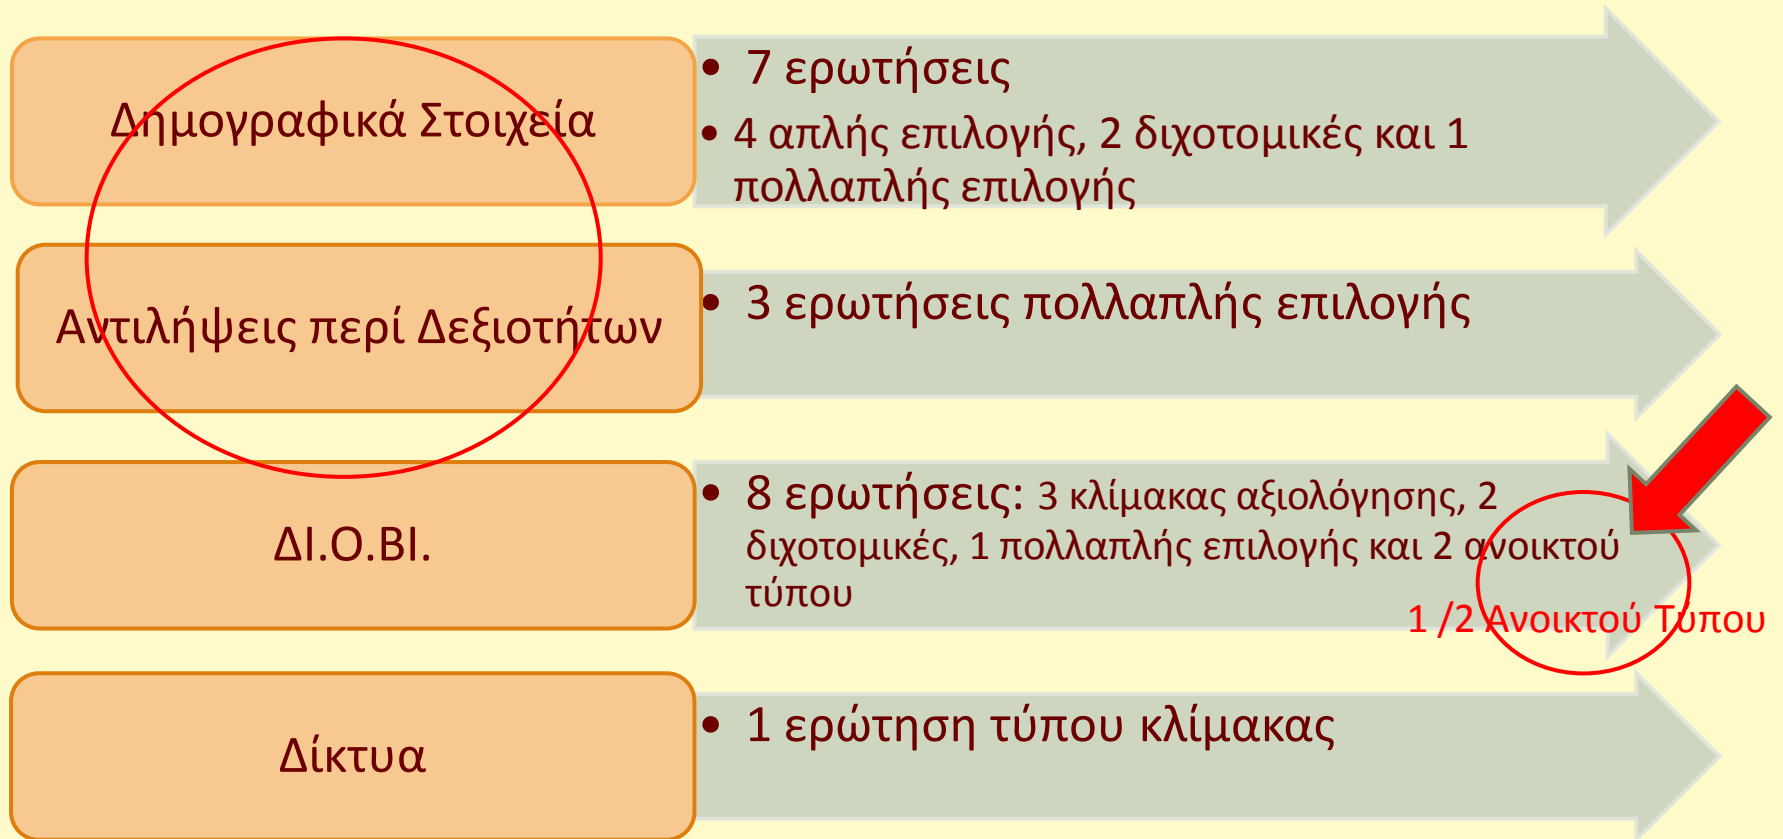 Δημογραφικά Στοιχεία
• 7 ερωτήσεις
• 4 απλής επιλογής, 2 διχοτομικές και 1
πολλαπλής επιλογής
Αντιλήψεις περί Δεξιοτήτων
• 3 ερωτήσεις πολλαπλής επιλογής
ΔΙ.Ο.ΒΙ.
• 8 ερωτήσεις: 3 κλίμακας αξιολόγησης, 2
διχοτομικές, 1 πολλαπλής επιλογής και 2 ανοικτού
τύπου
1 /2 Ανοικτού Τύπου
Δίκτυα
• 1 ερώτηση τύπου κλίμακας